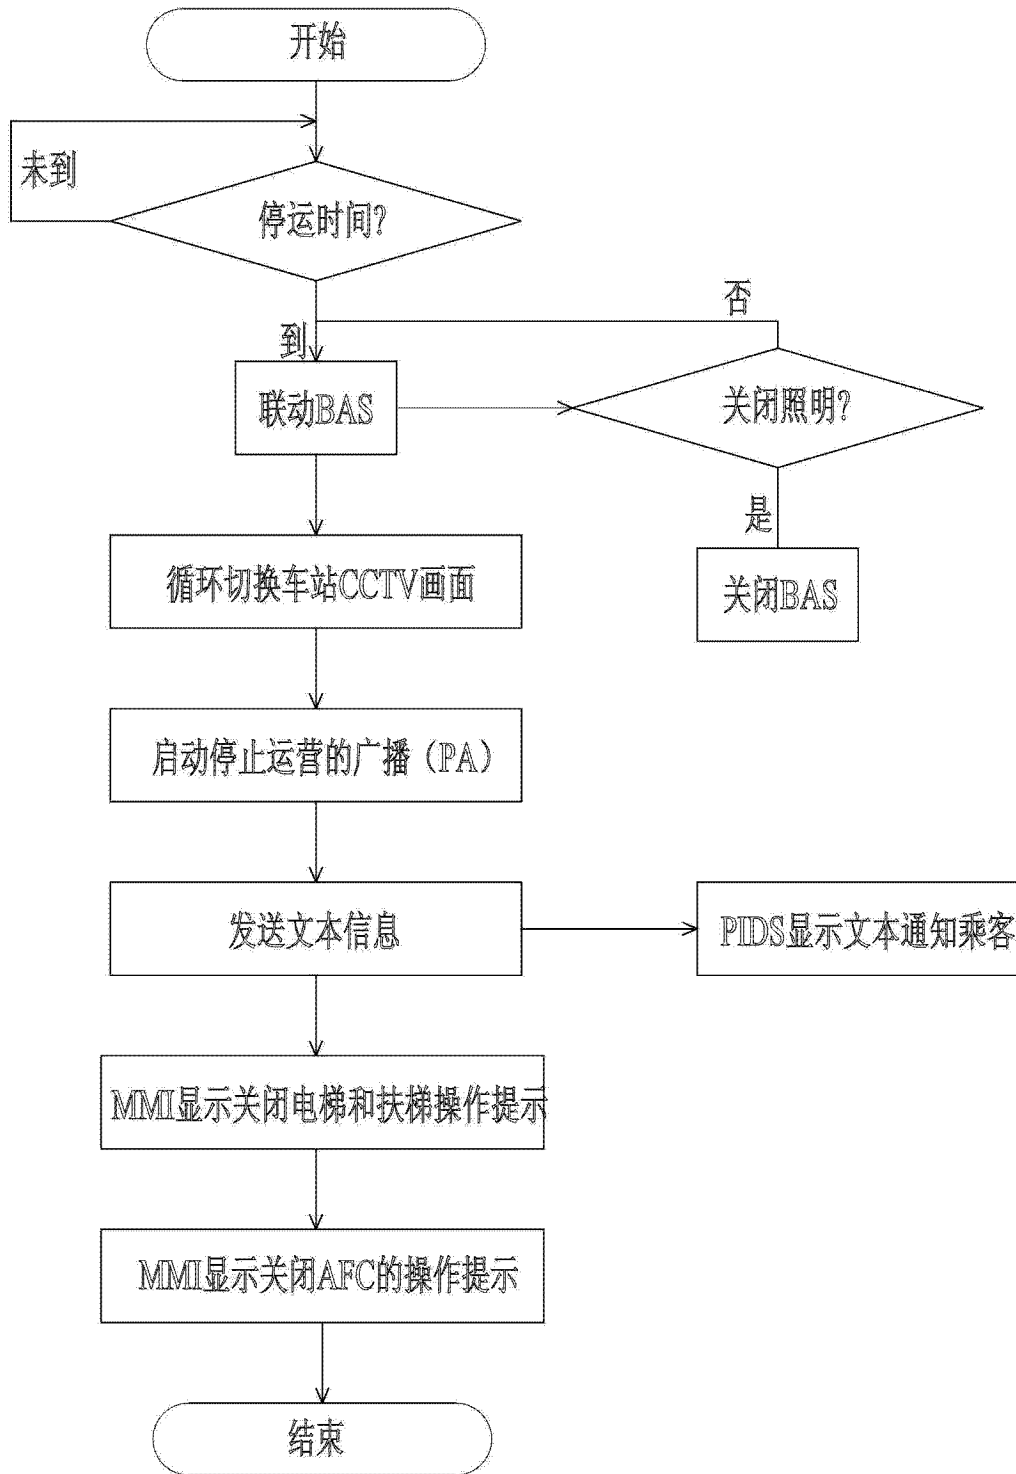 开始
未到
停运时间?
否
到
联动BAS
关闭照明?
是
循环切换车站CCTV画面
关闭BAS
启动停止运营的广播（PA）
发送文本信息
PIDS显示文本通知乘客
MMI显示关闭电梯和扶梯操作提示
MMI显示关闭AFC的操作提示
结束